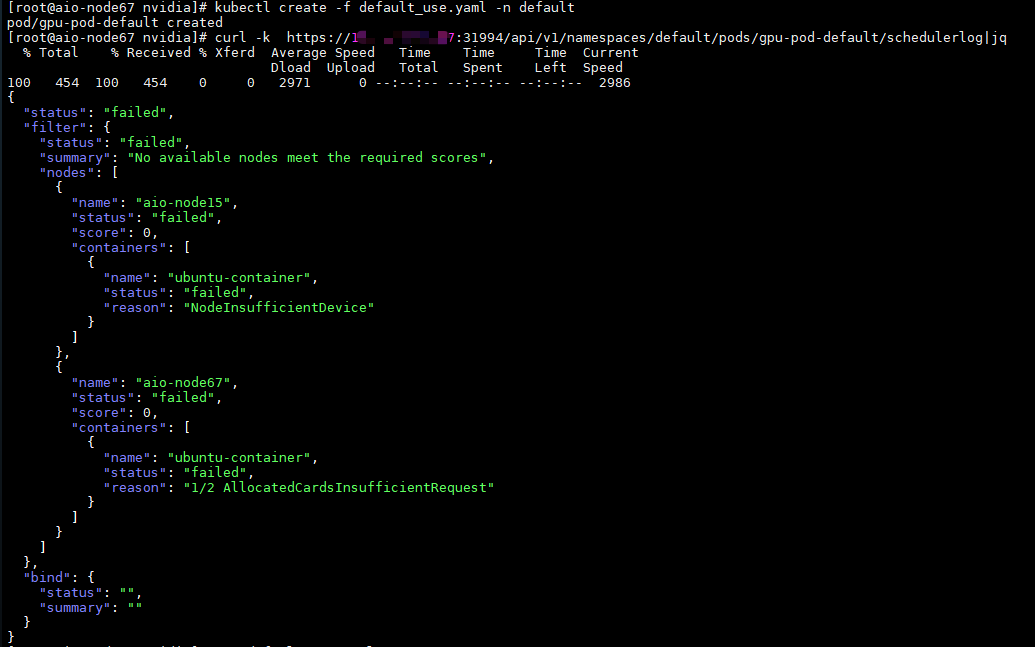 [root@aio-node67 nvidia]# kubectl create -f default_use.yaml -n default
pod/gpu-pod-default created
[root@aio-node67 nvidia]# curl -k  https://1 7:31994/api/v1/namespaces/default/pods/gpu-pod-default/schedulerlog|jq
  % Total    % Received % Xferd  Average Speed   Time    Time     Time  Current
                                 Dload  Upload   Total   Spent    Left  Speed
100   454  100   454    0     0   2971      0 --:--:-- --:--:-- --:--:--  2986
{
  "status": "failed",
  "filter": {
    "status": "failed",
    "summary": "No available nodes meet the required scores",
    "nodes": [
      {
        "name": "aio-node15",
        "status": "failed",
        "score": 0,
        "containers": [
          {
            "name": "ubuntu-container",
            "status": "failed",
            "reason": "NodeInsufficientDevice"
          }
        ]
      },
      {
        "name": "aio-node67",
        "status": "failed",
        "score": 0,
        "containers": [
          {
            "name": "ubuntu-container",
            "status": "failed",
            "reason": "1/2 AllocatedCardsInsufficientRequest"
          }
        ]
      }
    ]
  },
  "bind": {
    "status": "",
    "summary": ""
  }
}